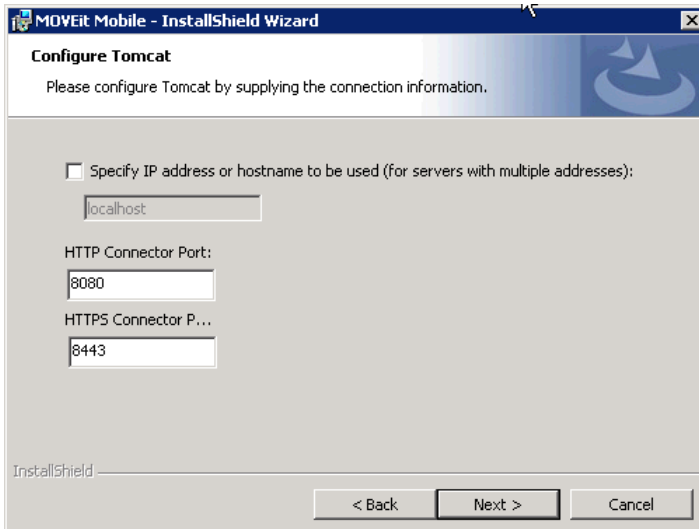 MOVEit Mobile - InstallShield Wizard
Configure Tomcat
Please configure Tomcat by supplying the connection information.
Specify IP address or hostname to be used (for servers with multiple addresses):
localhost
HTTP Connector Port:
8080
HTTPS Connector P...
8443
InstallShield
< Back
Next >
Cancel